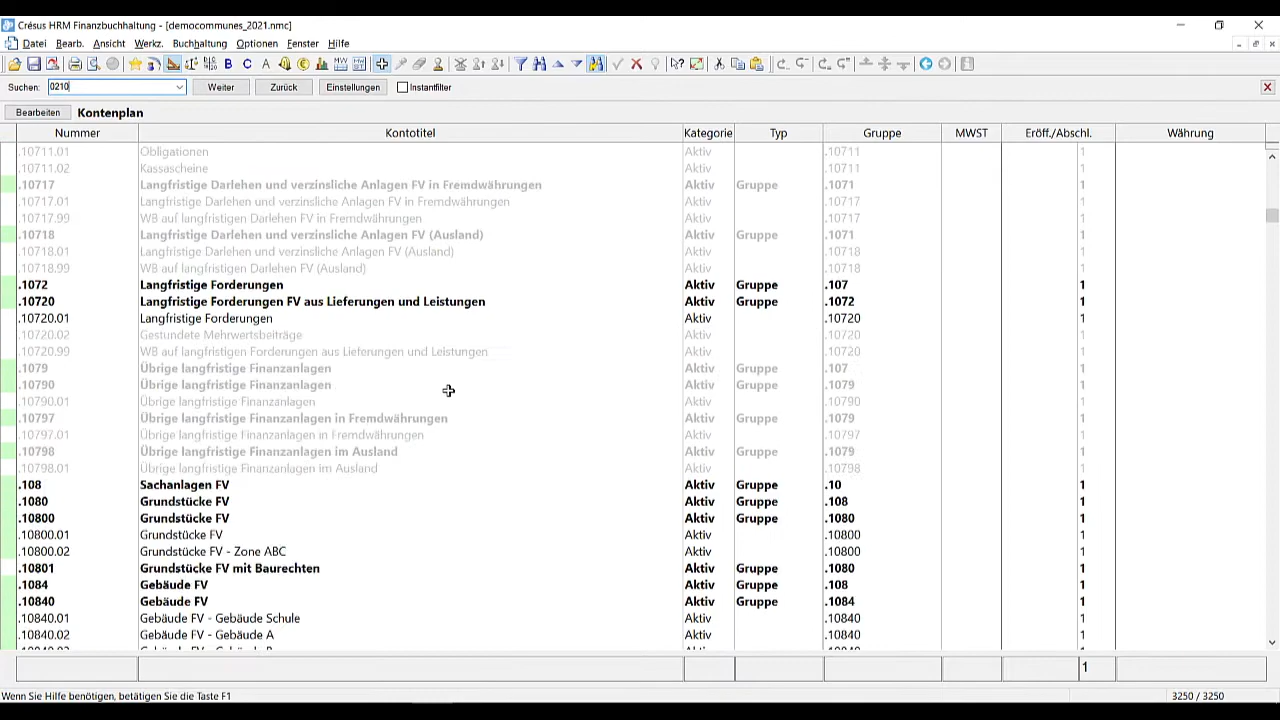 Crésus HRM Finanzbuchhaltung - [democommunes_2021.nmc]
Datei Bearb. Ansicht Werkz. Buchhaltung Optionen Fenster Hilfe
Suchen: 0210 Weiter Zurück Einstellungen Instantfilter
Bearbeiten Kontenplan
Nummer Kontotitel Kategorie Typ Gruppe MWST Eröff./Abschl. Währung
.10711.01 Obligationen Aktiv .10711 1
.10711.02 Kassascheine Aktiv .10711 1
.10717 Langfristige Darlehen und verzinsliche Anlagen FV in Fremdwährungen Aktiv Gruppe .1071 1
.10717.01 Langfristige Darlehen und verzinsliche Anlagen FV in Fremdwährungen Aktiv .10717 1
.10717.99 WB auf langfristigen Darlehen FV in Fremdwährungen Aktiv .10717 1
.10718 Langfristige Darlehen und verzinsliche Anlagen FV (Ausland) Aktiv Gruppe .1071 1
.10718.01 Langfristige Darlehen und verzinsliche Anlagen FV (Ausland) Aktiv .10718 1
.10718.99 WB auf langfristigen Darlehen FV (Ausland) Aktiv .10718 1
.1072 Langfristige Forderungen Aktiv Gruppe .107 1
.10720 Langfristige Forderungen FV aus Lieferungen und Leistungen Aktiv Gruppe .1072 1
.10720.01 Langfristige Forderungen Aktiv .10720 1
.10720.02 Gestundete Mehrwertsbeiträge Aktiv .10720 1
.10720.99 WB auf langfristigen Forderungen aus Lieferungen und Leistungen Aktiv .10720 1
.1079 Übrige langfristige Finanzanlagen Aktiv Gruppe .107 1
.10790 Übrige langfristige Finanzanlagen Aktiv Gruppe .1079 1
.10790.01 Übrige langfristige Finanzanlagen Aktiv .10790 1
.10797 Übrige langfristige Finanzanlagen in Fremdwährungen Aktiv Gruppe .1079 1
.10797.01 Übrige langfristige Finanzanlagen in Fremdwährungen Aktiv .10797 1
.10798 Übrige langfristige Finanzanlagen im Ausland Aktiv Gruppe .1079 1
.10798.01 Übrige langfristige Finanzanlagen im Ausland Aktiv .10798 1
.108 Sachanlagen FV Aktiv Gruppe .10 1
.1080 Grundstücke FV Aktiv Gruppe .108 1
.10800 Grundstücke FV Aktiv Gruppe .1080 1
.10800.01 Grundstücke FV Aktiv .10800 1
.10800.02 Grundstücke FV - Zone ABC Aktiv .10800 1
.10801 Grundstücke FV mit Baurechten Aktiv Gruppe .1080 1
.1084 Gebäude FV Aktiv Gruppe .108 1
.10840 Gebäude FV Aktiv Gruppe .1084 1
.10840.01 Gebäude FV - Gebäude Schule Aktiv .10840 1
.10840.02 Gebäude FV - Gebäude A Aktiv .10840 1
1
Wenn Sie Hilfe benötigen, betätigen Sie die Taste F1 3250 / 3250